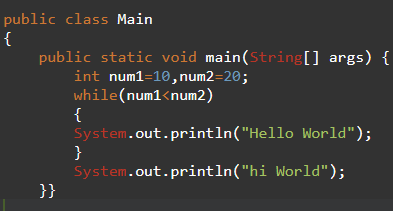 public class Main
{
public static void main(String[] args) {
int num1=10,num2=20;
while(num1<num2)
{
System.out.println("Hello World");
}
System.out.println("hi World");
}}